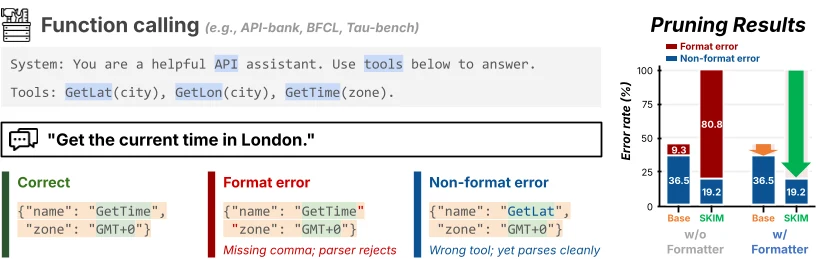 Function calling (e.g., API-bank, BFCL, Tau-bench)
System: You are a helpful API assistant. Use tools below to answer.
Tools: GetLat(city), GetLon(city), GetTime(zone).
"Get the current time in London."
Correct
{"name": "GetTime",
"zone": "GMT+0"}
Format error
{"name": "GetTime"
"zone": "GMT+0"}
Missing comma; parser rejects
Non-format error
{"name": "GetLat",
"zone": "GMT+0"}
Wrong tool; yet parses cleanly
Pruning Results
Format error
Non-format error
Error rate (%)
100
75
50
25
0
9.3
36.5
80.8
19.2
36.5
19.2
Base
SKIM
Base
SKIM
w/o
Formatter
w/
Formatter